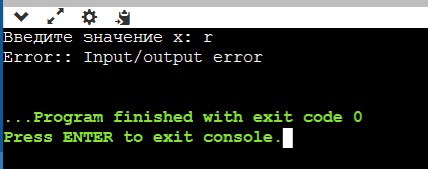 Введите значение x: r
Error:: Input/output error
...Program finished with exit code 0
Press ENTER to exit console.